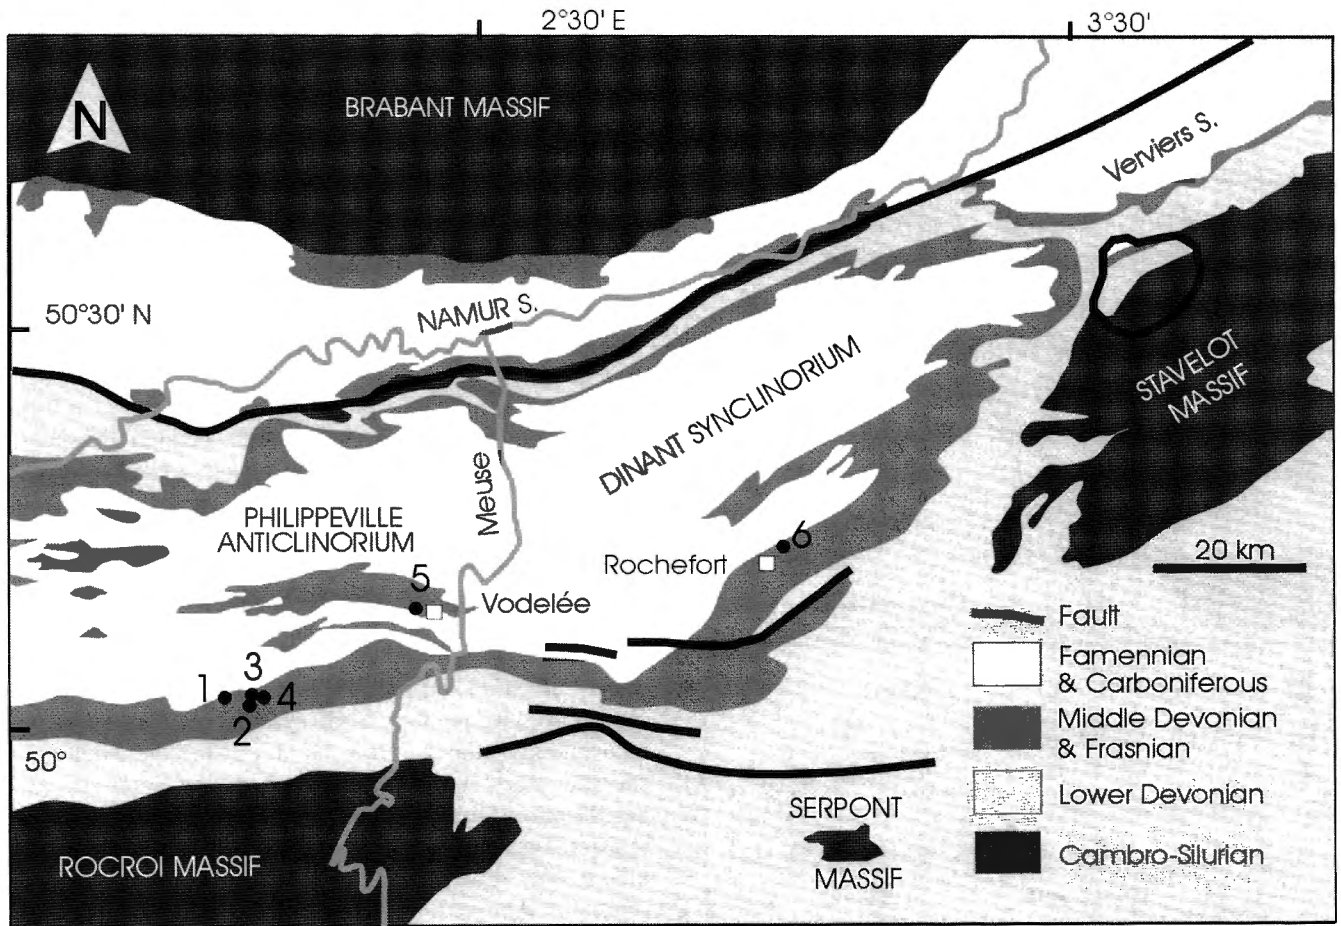 2°30' E
3°30'
BRABANT MASSIF
N
Verviers S.
50°30' N
NAMUR S.
STAVELOT
MASSIF
DINANT SYNCLINORIUM
Meuse
PHILIPPEVILLE
ANTICLINORIUM
6
Rochefort
20 km
5
Vodelée
Fault
Famennian
& Carboniferous
1
3
4
2
Middle Devonian
& Frasnian
50°
Lower Devonian
SERPONT
MASSIF
Cambro-Silurian
ROCROI MASSIF